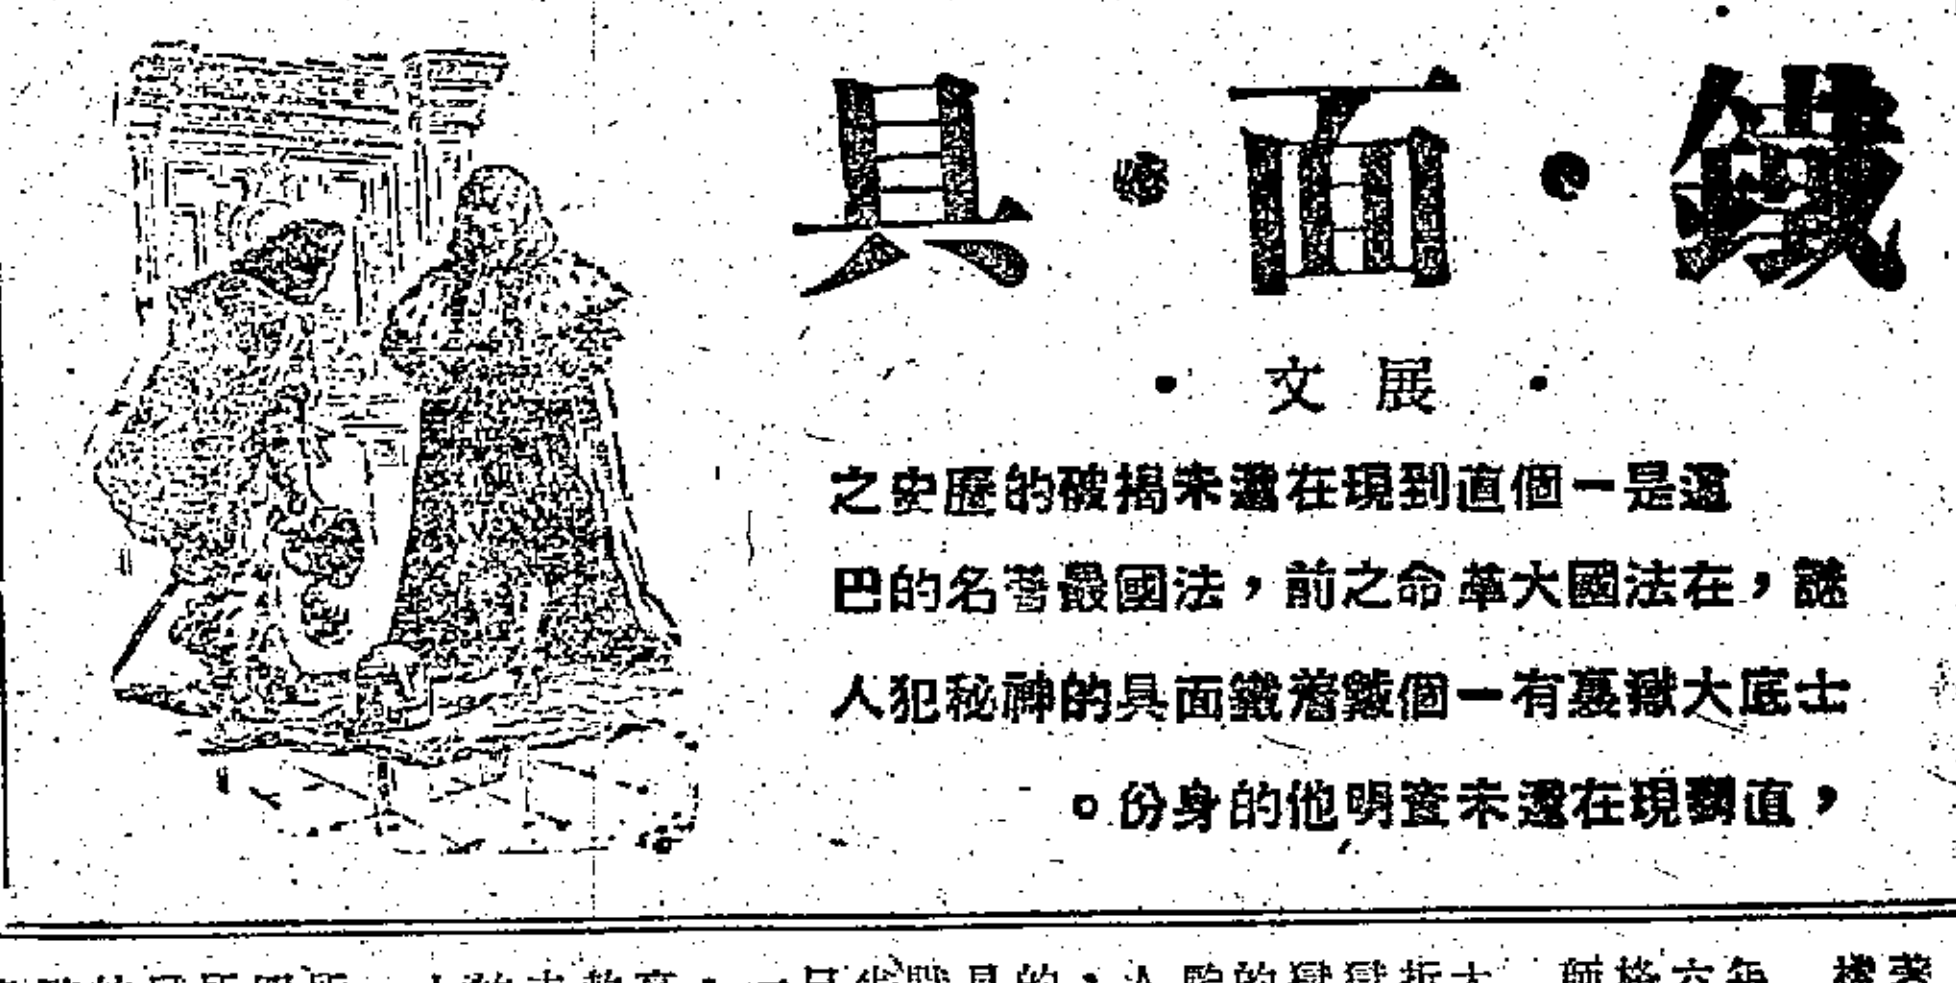 鐵·面·具
·展文·
這是一個直到現在還未揭破的歷史之
謎，在法國大革命之前，法國最著名的巴
士底大獄裏有一個戴着鐵面具的神秘犯人
，直到現在還未查明他的身份。